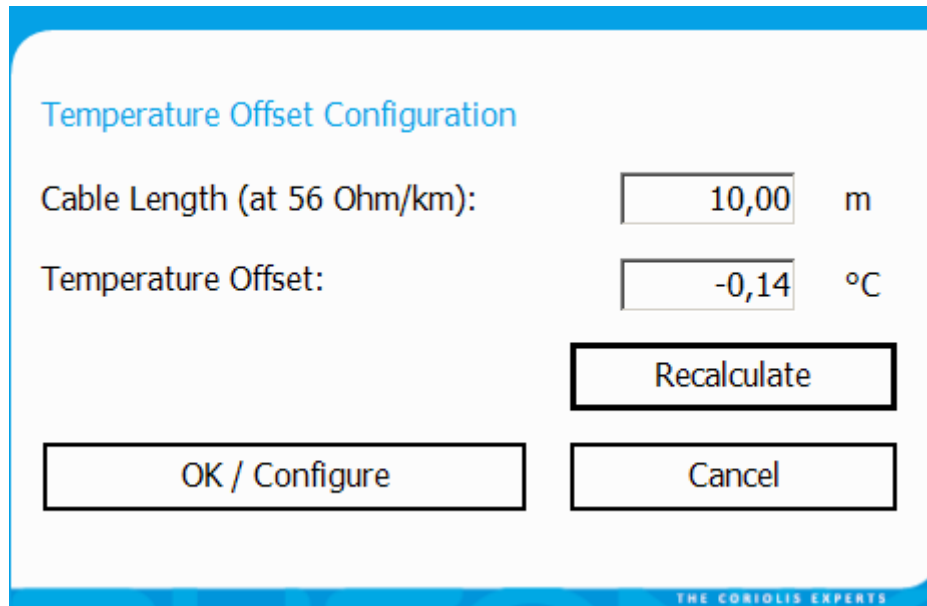 Temperature Offset Configuration
Cable Length (at 56 Ohm/km): 10,00 m
Temperature Offset: -0,14 °C
Recalculate
OK / Configure Cancel
THE CORIOLIS EXPERTS